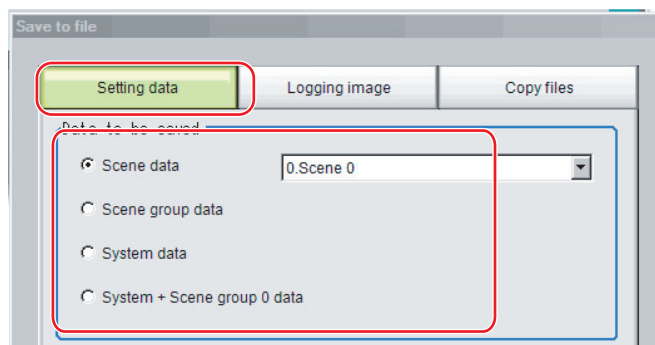 Save to file
Setting data
Logging image
Copy files
Data to be saved
Scene data
0.Scene 0
Scene group data
System data
System + Scene group 0 data